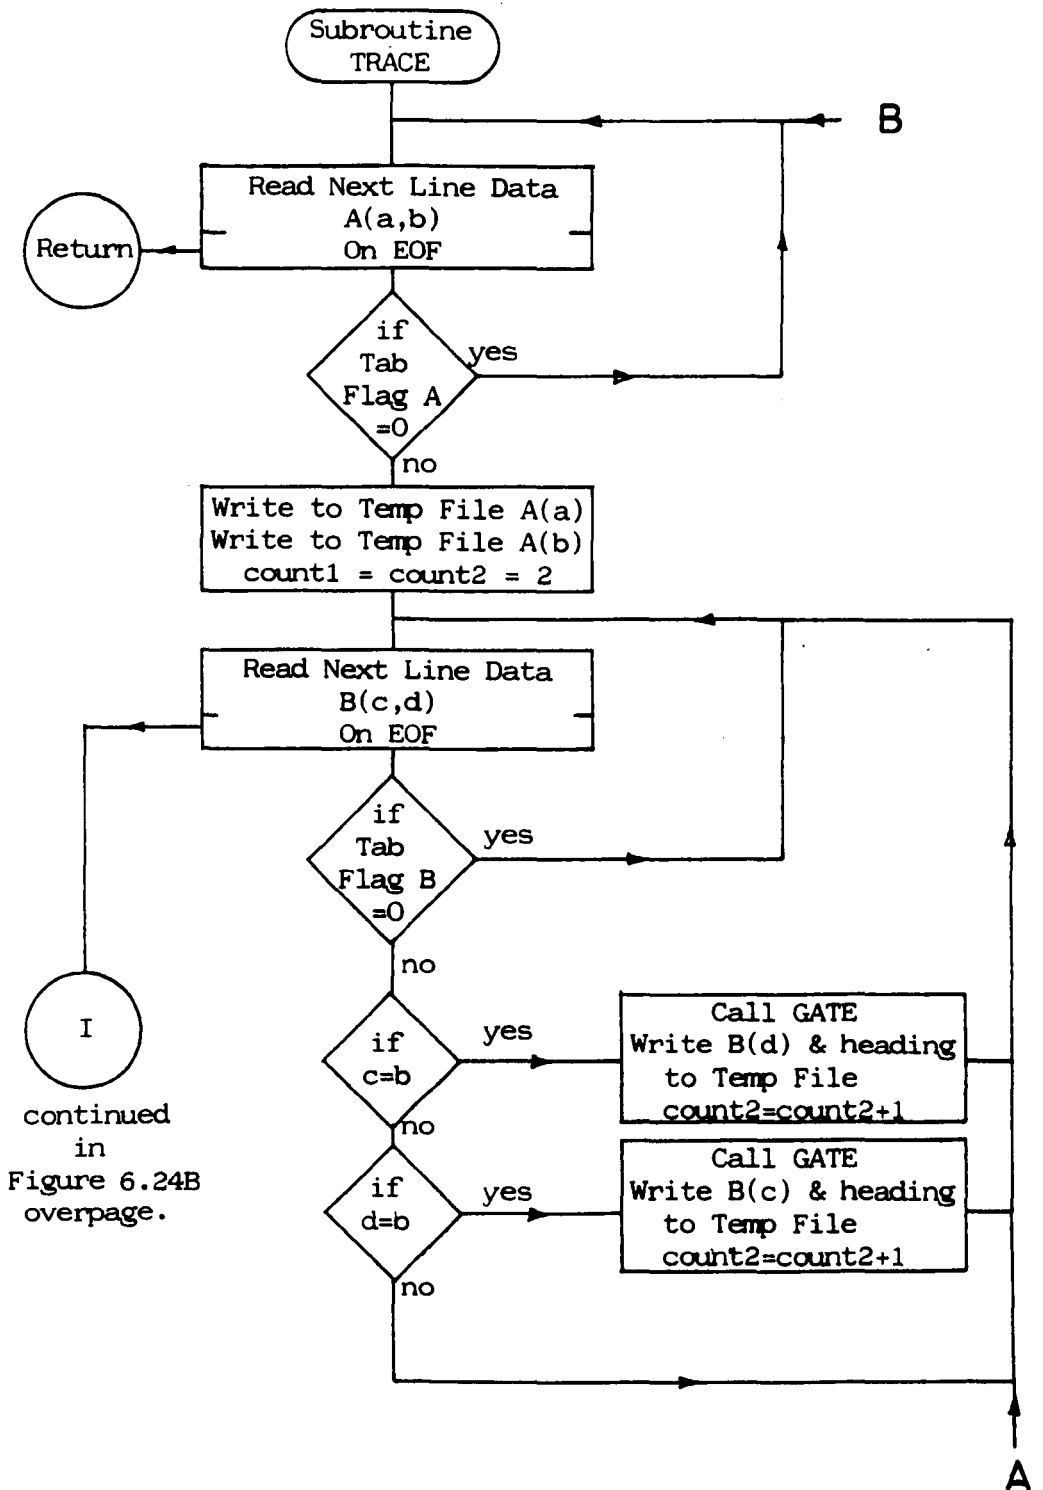 Subroutine
TRACE
B
Read Next Line Data
A(a,b)
On EOF
Return
if
Tab
Flag A
=0
yes
no
Write to Temp File A(a)
Write to Temp File A(b)
count1 = count2 = 2
Read Next Line Data
B(c,d)
On EOF
if
Tab
Flag B
=0
yes
no
I
continued
in
Figure 6.24B
overpage.
if
c=b
yes
Call GATE
Write B(d) & heading
to Temp File
count2=count2+1
no
if
d=b
yes
Call GATE
Write B(c) & heading
to Temp File
count2=count2+1
no
A